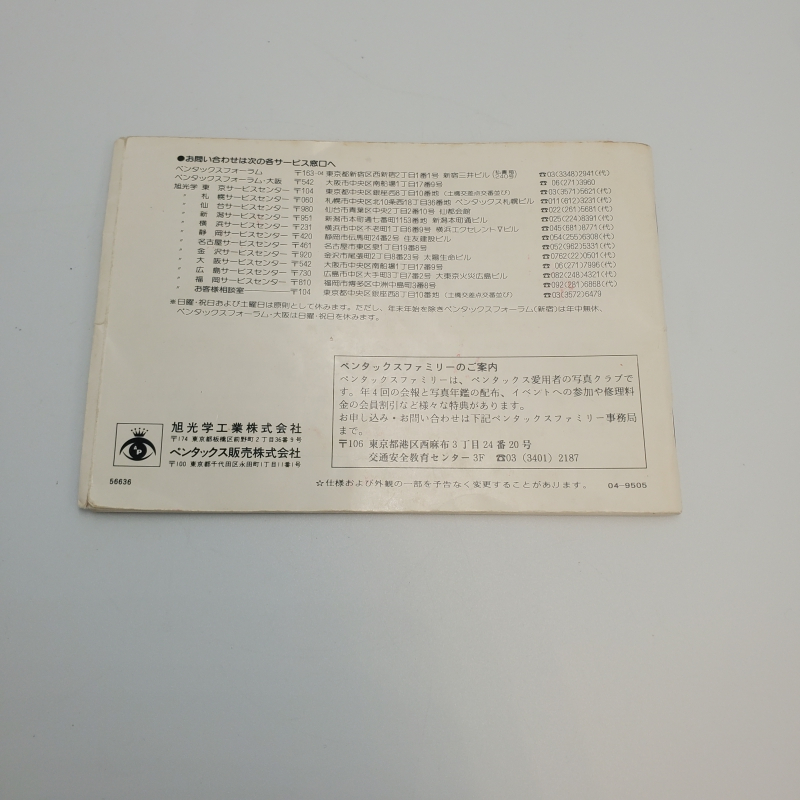 ●お問い合わせは次の各サービス窓口へ
ペンタックスフォーラム 〒163-04 東京都新宿区西新宿2丁目1番1号 新宿三井ビル(私書箱240号) ☎03(3348)2941(代)
ペンタックスフォーラム・大阪 〒542 大阪市中央区南船場1丁目17番9号 ☎06(271)3960
旭光学 東京サービスセンター 〒104 東京都中央区銀座西8丁目10番地(土橋交差点交番並び) ☎03(3571)5621(代)
〃 札幌サービスセンター 〒060 札幌市中央区北10条西18丁目36番地 ペンタックス札幌ビル ☎011(612)3231(代)
〃 仙台サービスセンター 〒980 仙台市青葉区中央2丁目2番10号 仙都会館 ☎022(261)5681(代)
〃 新潟サービスセンター 〒951 新潟市本町通七番町1153番地 新潟本町通ビル ☎025(224)8391(代)
〃 横浜サービスセンター 〒231 横浜市中区不老町1丁目6番9号 横浜エクセレントVビル ☎045(681)8771(代)
〃 静岡サービスセンター 〒420 静岡市伝馬町24番2号 住友建設ビル ☎054(255)6308(代)
〃 名古屋サービスセンター 〒461 名古屋市東区泉1丁目19番8号 ☎052(962)5331(代)
〃 金沢サービスセンター 〒920 金沢市尾張町2丁目8番23号 太陽生命ビル ☎0762(22)0501(代)
〃 大阪サービスセンター 〒542 大阪市中央区南船場1丁目17番9号 ☎06(271)7996(代)
〃 広島サービスセンター 〒730 広島市中区大手町3丁目7番2号 大東京火災広島ビル ☎082(248)4321(代)
〃 福岡サービスセンター 〒810 福岡市博多区中洲中島町3番8号 ☎092(281)6868(代)
〃 お客様相談室 〒104 東京都中央区銀座西8丁目10番地(土橋交差点交番並び) ☎03(3572)6479
※日曜・祝日および土曜日は原則として休みます。ただし、年末年始を除きペンタックスフォーラム(新宿)は年中無休、
ペンタックスフォーラム・大阪は日曜・祝日を休みます。
ペンタックスファミリーのご案内
ペンタックスファミリーは、ペンタックス愛用者の写真クラブで
す。年4回の会報と写真年鑑の配布、イベントへの参加や修理料
金の会員割引など様々な特典があります。
お申し込み・お問い合わせは下記ペンタックスファミリー事務局
まで。
〒106 東京都港区西麻布3丁目24番20号
交通安全教育センター3F ☎03(3401)2187
旭光学工業株式会社
〒174 東京都板橋区前野町2丁目36番9号
ペンタックス販売株式会社
〒100 東京都千代田区永田町1丁目11番1号
56636
☆仕様および外観の一部を予告なく変更することがあります。 04-9505